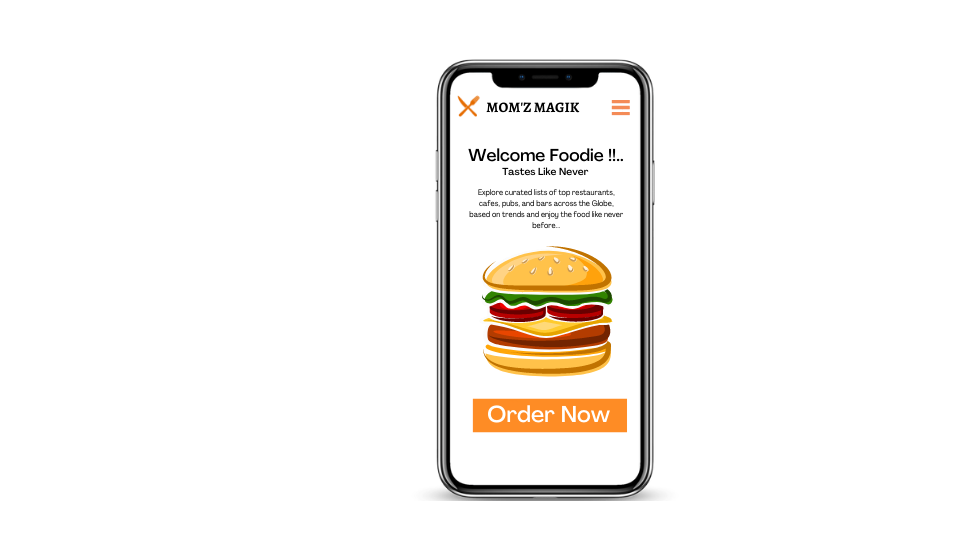 MOM'Z MAGIK
Welcome Foodie !!..
Tastes Like Never
Explore curated lists of top restaurants,
cafes, pubs, and bars across the Globe,
based on trends and enjoy the food like never
before...
Order Now